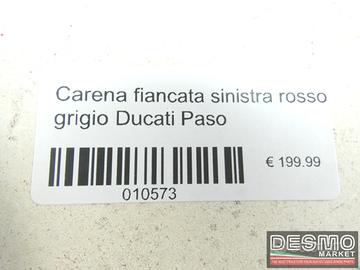 Carena fiancata sinistra rosso
grigio Ducati Paso
€ 199.99
010573
DESMO
MARKET